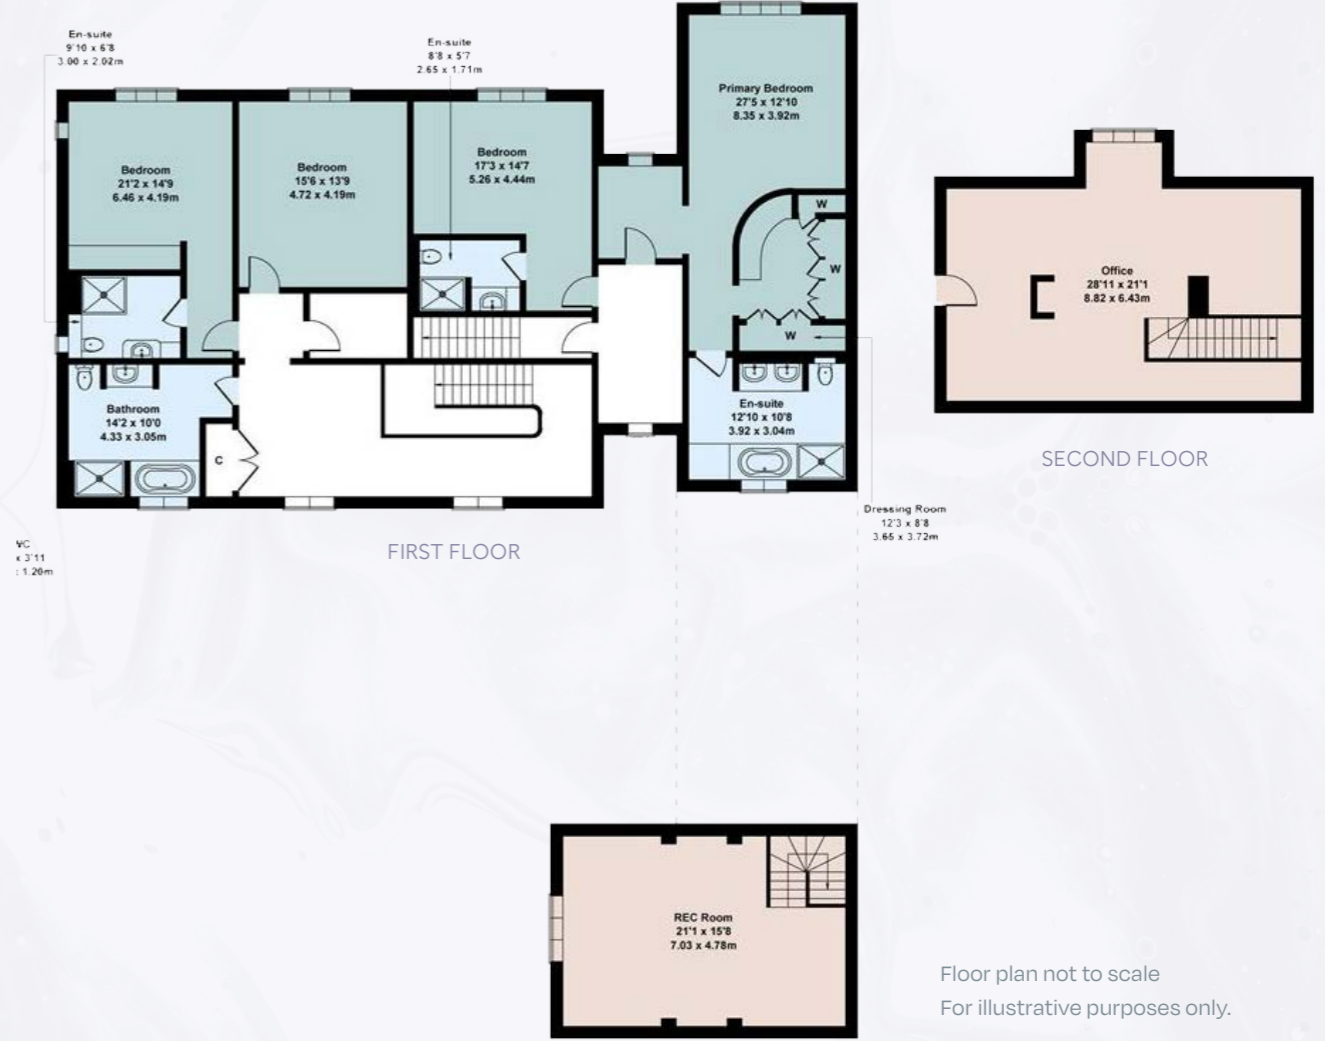 En-suite
9'10 x 6'8
3.00 x 2.02m
En-suite
8'8 x 5'7
2.65 x 1.71m
Primary Bedroom
27'5 x 12'10
8.35 x 3.92m
Bedroom
21'2 x 14'9
6.46 x 4.19m
Bedroom
15'6 x 13'9
4.72 x 4.19m
Bedroom
17'3 x 14'7
5.26 x 4.44m
W
W
W
Office
28'11 x 21'1
8.82 x 6.43m
Bathroom
14'2 x 10'0
4.33 x 3.05m
C
En-suite
12'10 x 10'8
3.92 x 3.04m
SECOND FLOOR
Dressing Room
12'3 x 8'8
3.65 x 3.72m
FIRST FLOOR
x 3'11
: 1.20m
REC Room
21'1 x 15'8
7.03 x 4.78m
Floor plan not to scale
For illustrative purposes only.